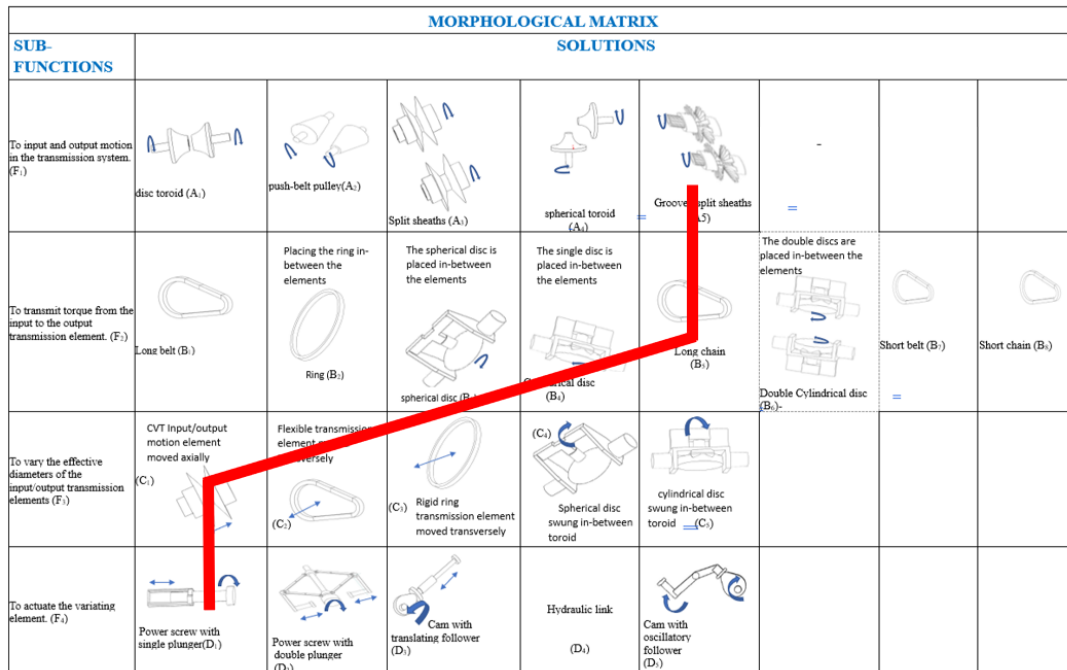 MORPHOLOGICAL MATRIX
SUB-
FUNCTIONS
SOLUTIONS
To input and output motion
in the transmission system.
(F₁)
disc toroid (A₁)
push-belt pulley(A₂)
Split sheaths (A₃)
spherical toroid
(A₄)
split sheaths
-
To transmit torque from the
input to the output
transmission element. (F₂)
Long belt (B₁)
Placing the ring in-
between the
elements
Ring (B₂)
The spherical disc is
placed in-between
the elements
spherical disc
The single disc is
placed in-between
the elements
disc
(B₄)
Long chain
(B₅)
The double discs are
placed in-between the
elements
Double Cylindrical disc
(B₆)-
Short belt (B₇)
Short chain (B₈)
To vary the effective
diameters of the
input/output transmission
elements (F₃)
CVT Input/output
motion element
moved axially
(C₁)
Flexible transmission
element
(C₂)
(C₃)
Rigid ring
transmission element
moved transversely
(C₄)
Spherical disc
swung in-between
toroid
cylindrical disc
swung in-between
toroid (C₅)
To actuate the variating
element. (F₄)
Power screw with
single plunger(D₁)
Power screw with
double plunger
Cam with
translating follower
(D₃)
Hydraulic link
(D₄)
Cam with
oscillatory
follower
(D₅)